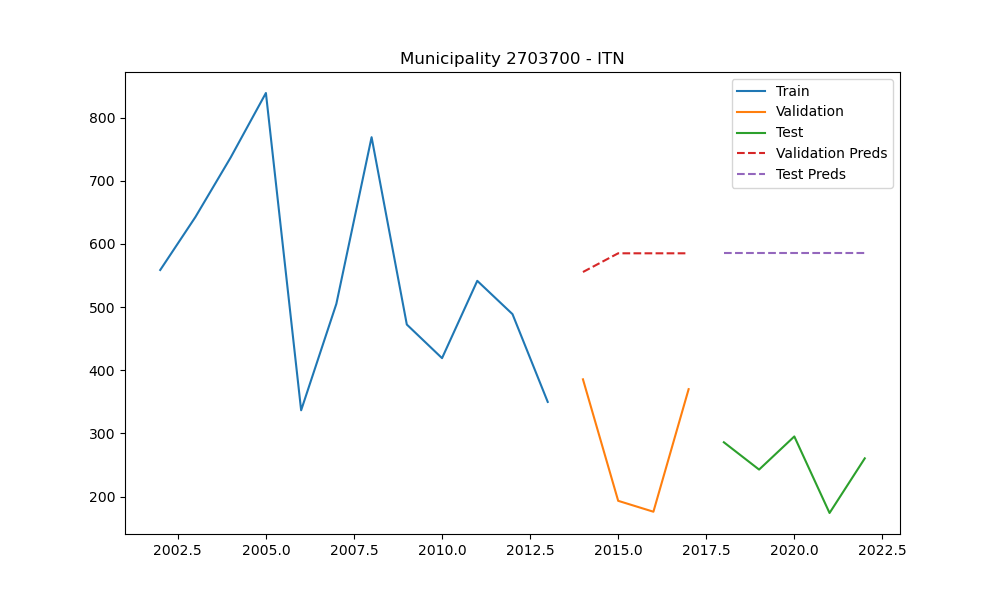 Municipality 2703700 - ITN
Train
Validation
Test
Validation Preds
Test Preds
800
700
600
500
400
300
200
2002.5 2005.0 2007.5 2010.0 2012.5 2015.0 2017.5 2020.0 2022.5